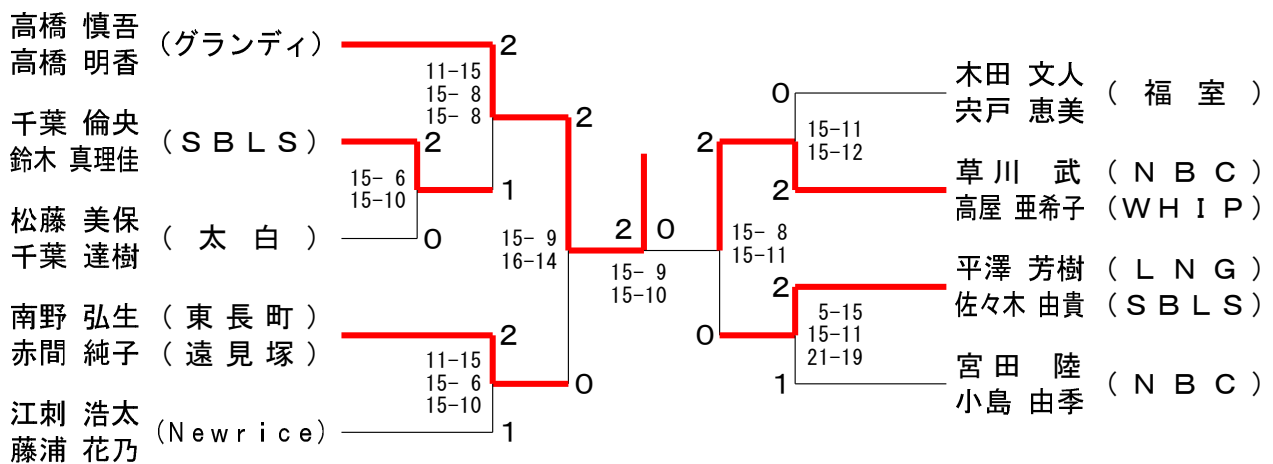 高橋 慎吾
高橋 明香
（グランディ）
2
11-15
15- 8
15- 8
千葉 倫央
鈴木 真理佳
（ＳＢＬＳ）
2
15- 6
15-10
1
2
松藤 美保
千葉 達樹
（ 太 白 ）
0
15- 9
16-14
南野 弘生（ 東 長 町 ）
赤間 純子（ 遠 見 塚 ）
2
11-15
15- 6
15-10
0
江刺 浩太
藤浦 花乃
（Newrice）
1
2 0
15- 9
15-10
木田 文人
宍戸 恵美
（ 福 室 ）
0
15-11
15-12
2
草川 武（ＮＢＣ）
高屋 亜希子（ＷＨＩＰ）
2
15- 8
15-11
平澤 芳樹（ＬＮＧ）
佐々木 由貴（ＳＢＬＳ）
2
5-15
15-11
21-19
0
宮田 陸
小島 由季
（ＮＢＣ）
1